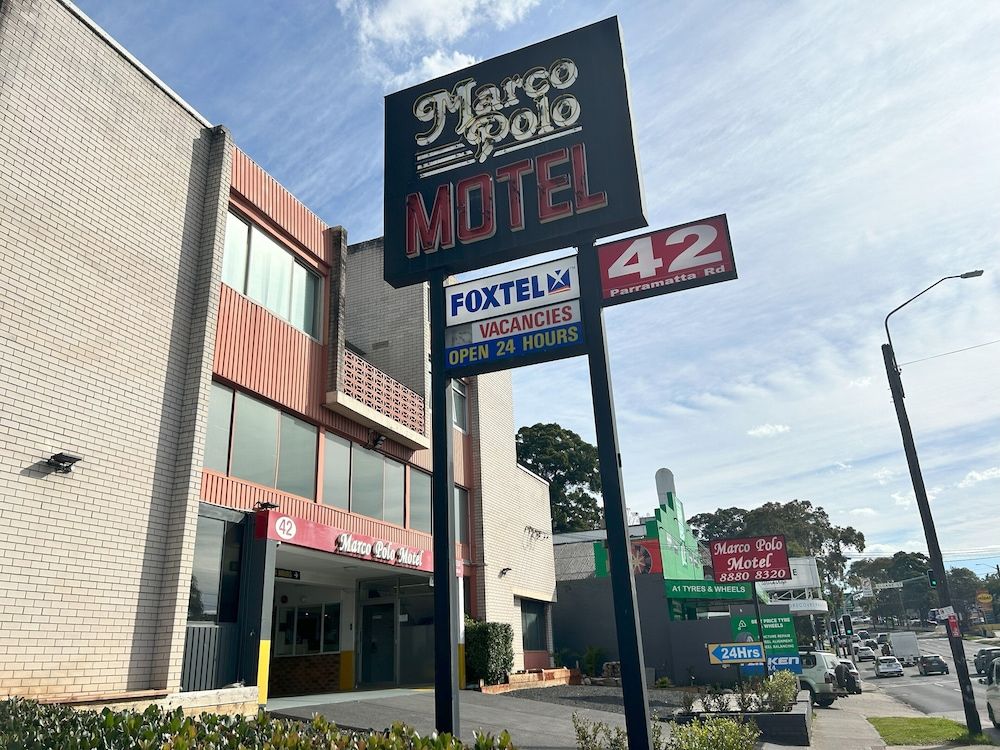 Marco
Polo
MOTEL
42
Parramatta Rd
FOXTEL
VACANCIES
OPEN 24 HOURS
42
Marco Polo Motel
Marco Polo
Motel
8880 8320
A1 TYRES & WHEELS
24Hrs